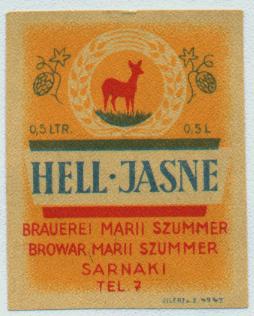 0,5 LTR. 0,5 L
HELL·JASNE
BRAUEREI MARII SZUMMER
BROWAR MARII SZUMMER
SARNAKI
TEL. 7